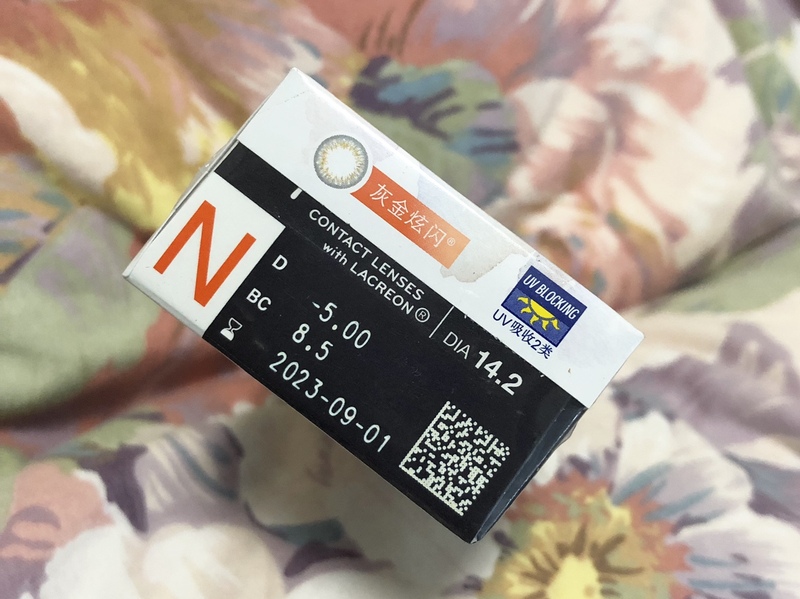 UV BLOCKING
UV吸收2类
灰金炫闪®
CONTACT LENSES
with LACREON® | DIA 14.2
D -5.00
BC 8.5
2023-09-01
N